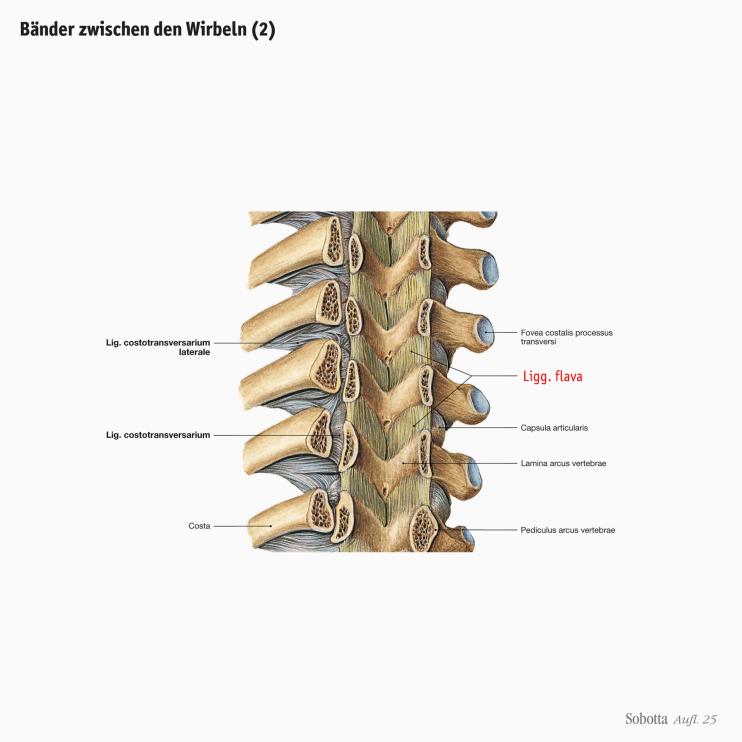 Bänder zwischen den Wirbeln (2)
Lig. costotransversarium
laterale
Lig. costotransversarium
Costa
Fovea costalis processus
transversi
Ligg. flava
Capsula articularis
Lamina arcus vertebrae
Pediculus arcus vertebrae
Sobotta Aufl. 25